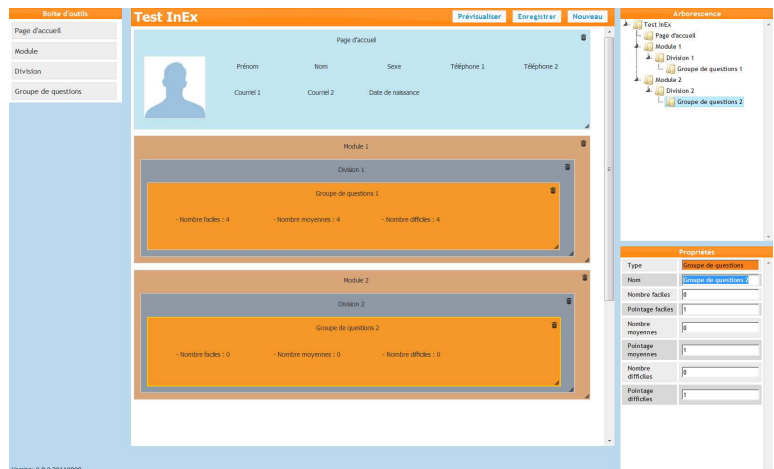 Boîte d'outils
Page d'accueil
Module
Division
Groupe de questions
Test InEx
Prévisualiser Enregistrer Nouveau
Page d'accueil
Prénom Nom Sexe Téléphone 1 Téléphone 2
Courriel 1 Courriel 2 Date de naissance
Module 1
Division 1
Groupe de questions 1
- Nombre faciles : 4 - Nombre moyennes : 4 - Nombre difficiles : 4
Module 2
Division 2
Groupe de questions 2
- Nombre faciles : 0 - Nombre moyennes : 0 - Nombre difficiles : 0
Arborescence
Test InEx
Page d'accueil
Module 1
Division 1
Groupe de questions 1
Module 2
Division 2
Groupe de questions 2
Propriétés
Type Groupe de questions
Nom Groupe de questions 2
Nombre faciles 0
Pointage faciles 1
Nombre
moyennes 0
Pointage
moyennes 1
Nombre
difficiles 0
Pointage
difficiles 1